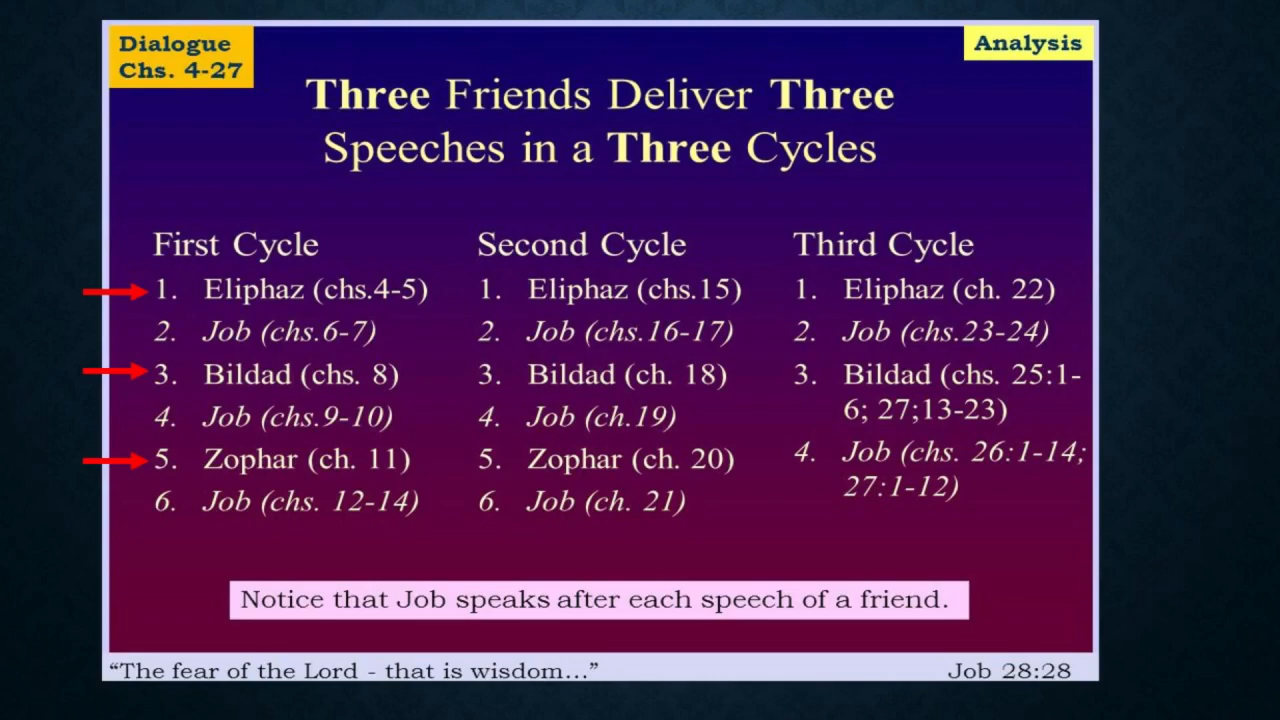 Dialogue
Chs. 4-27
Analysis
Three Friends Deliver Three
Speeches in a Three Cycles
First Cycle
1. Eliphaz (chs.4-5)
2. Job (chs.6-7)
3. Bildad (chs. 8)
4. Job (chs.9-10)
5. Zophar (ch. 11)
6. Job (chs. 12-14)
Second Cycle
1. Eliphaz (chs.15)
2. Job (chs.16-17)
3. Bildad (ch. 18)
4. Job (ch.19)
5. Zophar (ch. 20)
6. Job (ch. 21)
Third Cycle
1. Eliphaz (ch. 22)
2. Job (chs.23-24)
3. Bildad (chs. 25:1-
6; 27;13-23)
4. Job (chs. 26:1-14;
27:1-12)
Notice that Job speaks after each speech of a friend.
“The fear of the Lord - that is wisdom…”
Job 28:28